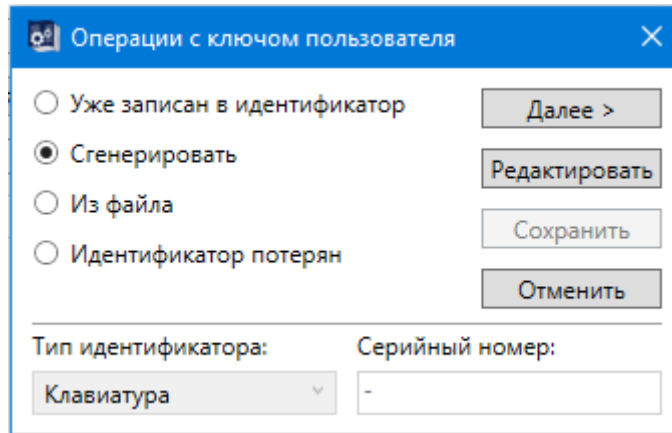 Операции с ключом пользователя
Уже записан в идентификатор
Далее >
Сгенерировать
Редактировать
Из файла
Сохранить
Идентификатор потерян
Отменить
Тип идентификатора:
Серийный номер:
Клавиатура
-